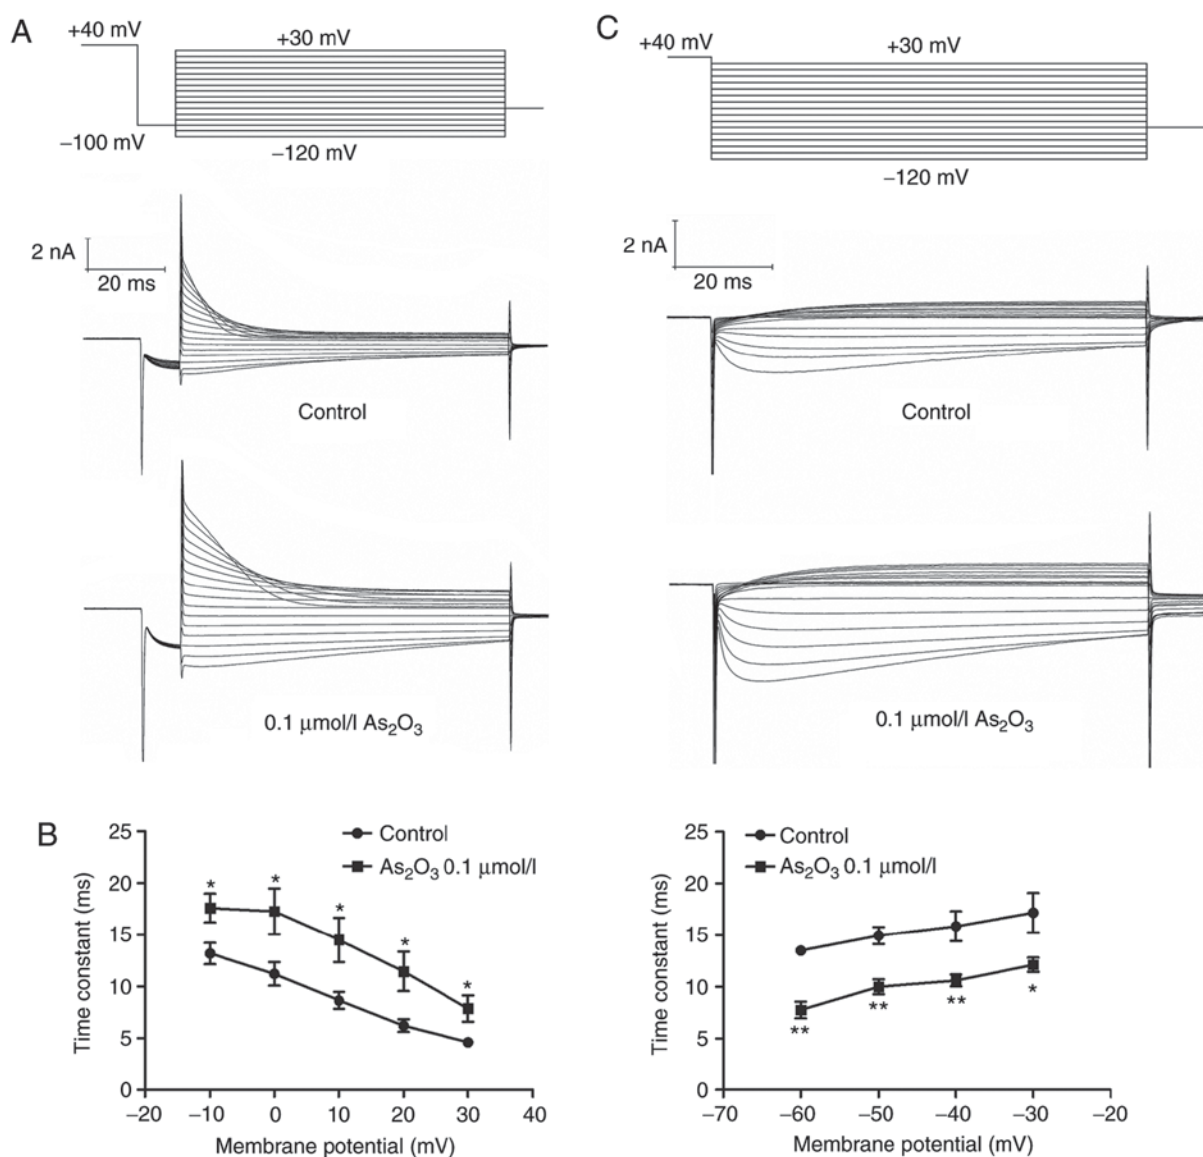 A
+40 mV
+30 mV
−100 mV
−120 mV
2 nA
20 ms
Control
0.1 µmol/l As₂O₃
C
+40 mV
+30 mV
−120 mV
2 nA
20 ms
Control
0.1 µmol/l As₂O₃
B
Time constant (ms)
25
20
15
10
5
0
Control
As₂O₃ 0.1 µmol/l
*
*
*
*
*
−20
−10
0
10
20
30
40
Membrane potential (mV)
Time constant (ms)
25
20
15
10
5
0
Control
As₂O₃ 0.1 µmol/l
**
**
**
*
−70
−60
−50
−40
−30
−20
Membrane potential (mV)